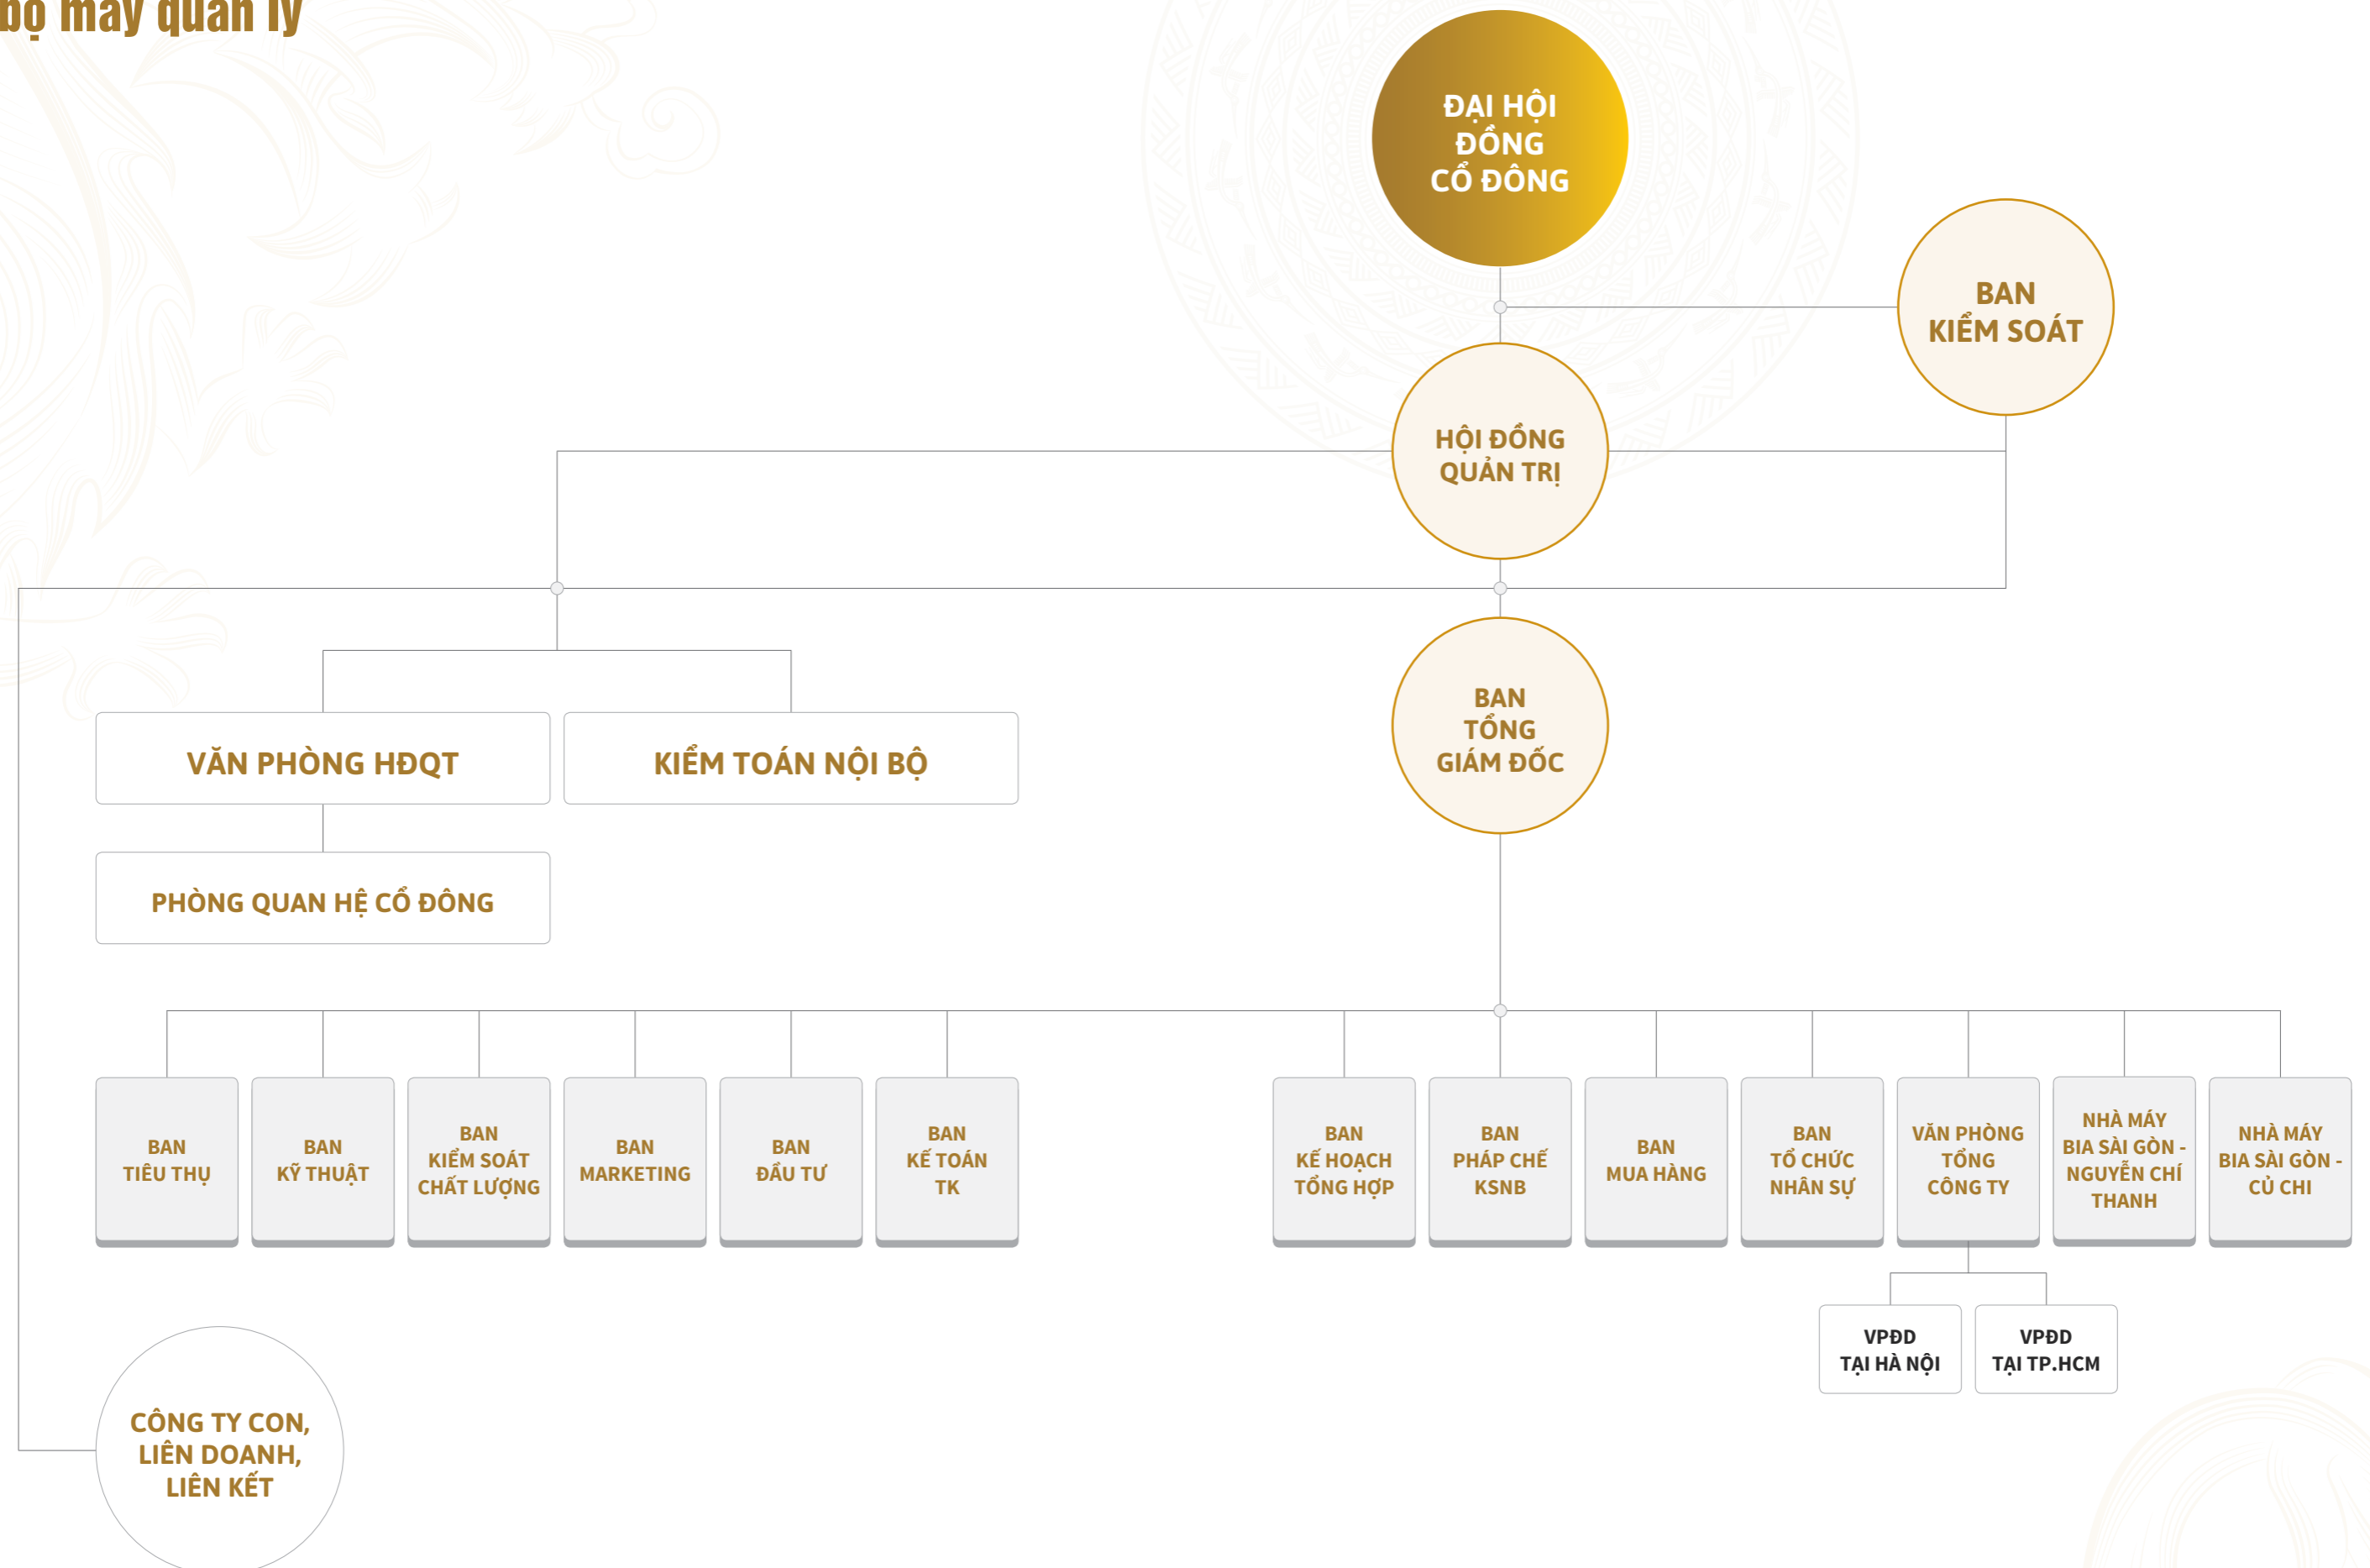 bộ máy quản lý
ĐẠI HỘI
ĐỒNG
CỔ ĐÔNG
BAN
KIỂM SOÁT
HỘI ĐỒNG
QUẢN TRỊ
BAN
TỔNG
GIÁM ĐỐC
VĂN PHÒNG HĐQT
KIỂM TOÁN NỘI BỘ
PHÒNG QUAN HỆ CỔ ĐÔNG
BAN
TIÊU THỤ
BAN
KỸ THUẬT
BAN
KIỂM SOÁT
CHẤT LƯỢNG
BAN
MARKETING
BAN
ĐẦU TƯ
BAN
KẾ TOÁN
TK
BAN
KẾ HOẠCH
TỔNG HỢP
BAN
PHÁP CHẾ
KSNB
BAN
MUA HÀNG
BAN
TỔ CHỨC
NHÂN SỰ
VĂN PHÒNG
TỔNG
CÔNG TY
NHÀ MÁY
BIA SÀI GÒN -
NGUYỄN CHÍ
THANH
NHÀ MÁY
BIA SÀI GÒN -
CỦ CHI
VPĐD
TẠI HÀ NỘI
VPĐD
TẠI TP.HCM
CÔNG TY CON,
LIÊN DOANH,
LIÊN KẾT